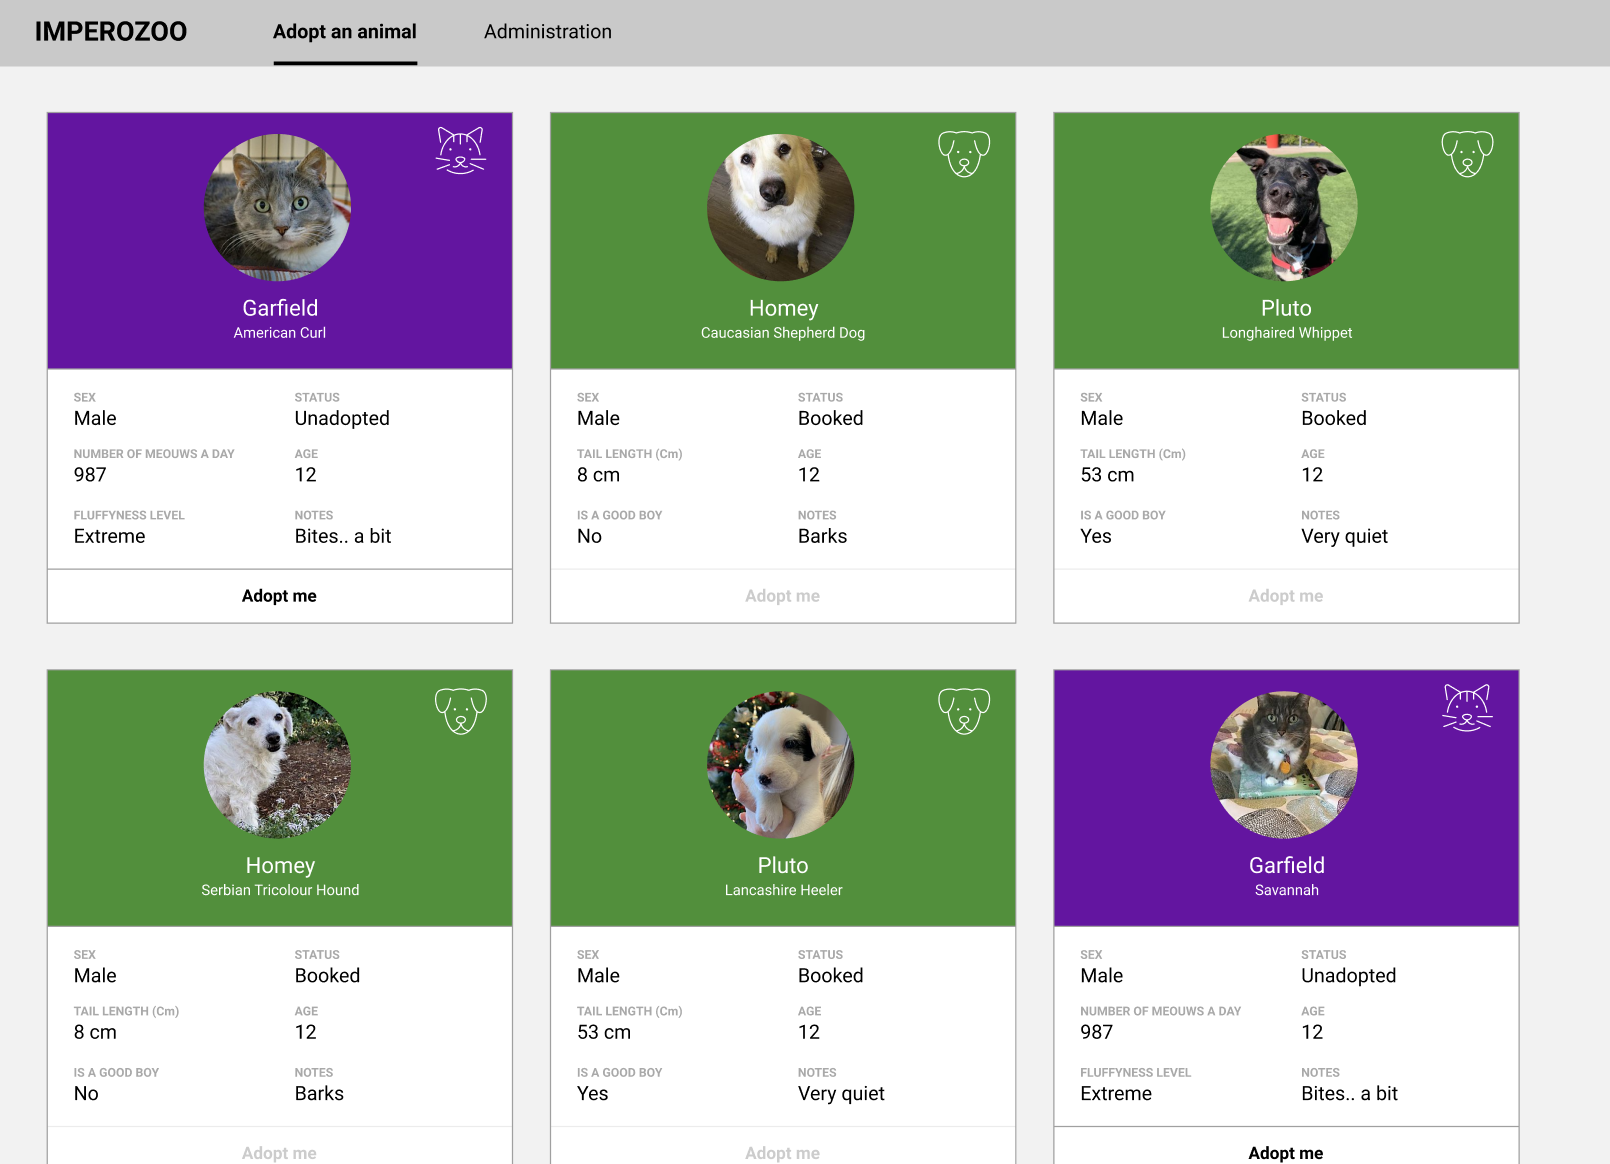 IMPEROZOO Adopt an animal Administration
Garfield
American Curl
SEX STATUS
Male Unadopted
NUMBER OF MEOUWS A DAY AGE
987 12
FLUFFYNESS LEVEL NOTES
Extreme Bites.. a bit
Adopt me
Homey
Caucasian Shepherd Dog
SEX STATUS
Male Booked
TAIL LENGTH (Cm) AGE
8 cm 12
IS A GOOD BOY NOTES
No Barks
Adopt me
Pluto
Longhaired Whippet
SEX STATUS
Male Booked
TAIL LENGTH (Cm) AGE
53 cm 12
IS A GOOD BOY NOTES
Yes Very quiet
Adopt me
Homey
Serbian Tricolour Hound
SEX STATUS
Male Booked
TAIL LENGTH (Cm) AGE
8 cm 12
IS A GOOD BOY NOTES
No Barks
Adopt me
Pluto
Lancashire Heeler
SEX STATUS
Male Booked
TAIL LENGTH (Cm) AGE
53 cm 12
IS A GOOD BOY NOTES
Yes Very quiet
Adopt me
Garfield
Savannah
SEX STATUS
Male Unadopted
NUMBER OF MEOUWS A DAY AGE
987 12
FLUFFYNESS LEVEL NOTES
Extreme Bites.. a bit
Adopt me